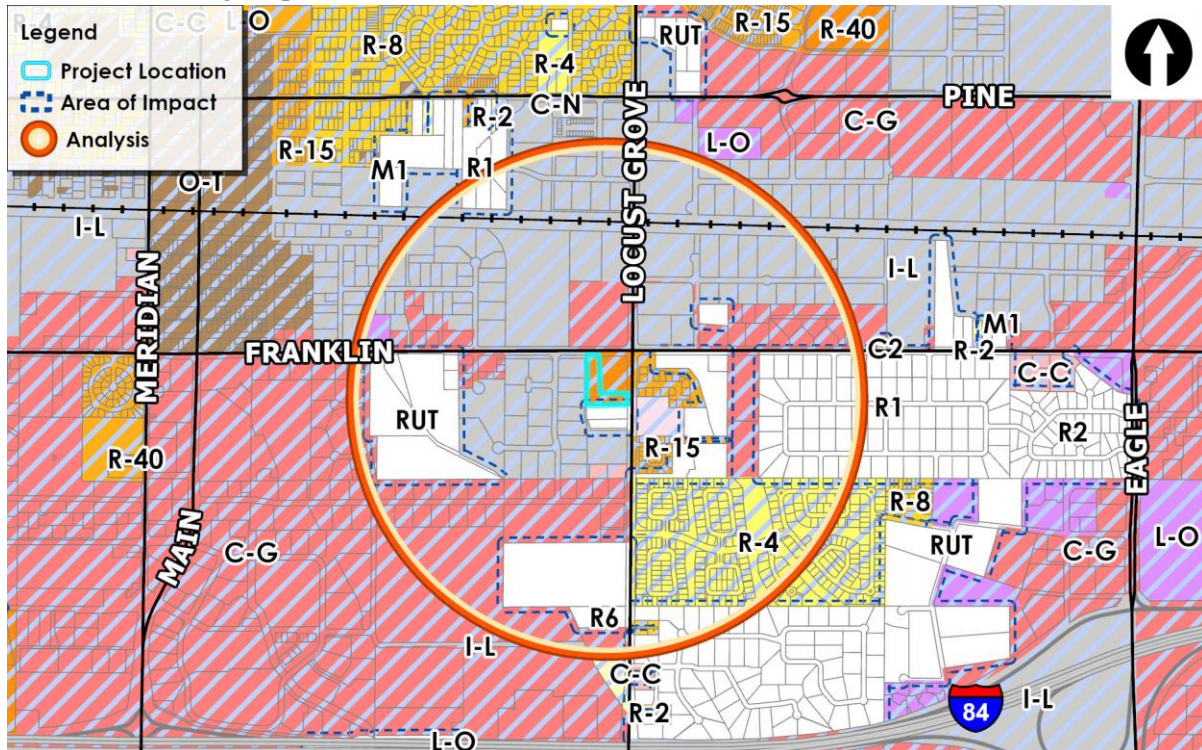 R-4
C-C
L-O
Legend
Project Location
Area of Impact
Analysis
R-8
R-4
RUT
R-15
R-40
PINE
C-N
R-2
C-G
L-O
R-15
M1
R1
O-T
I-L
LOCUST GROVE
I-L
MERIDIAN
M1
FRANKLIN
C2
R-2
C-C
RUT
R1
R2
EAGLE
R-40
R-15
R-8
MAIN
C-G
R-4
RUT
C-G
L-O
R6
I-L
C-C
R-2
84
I-L
L-O